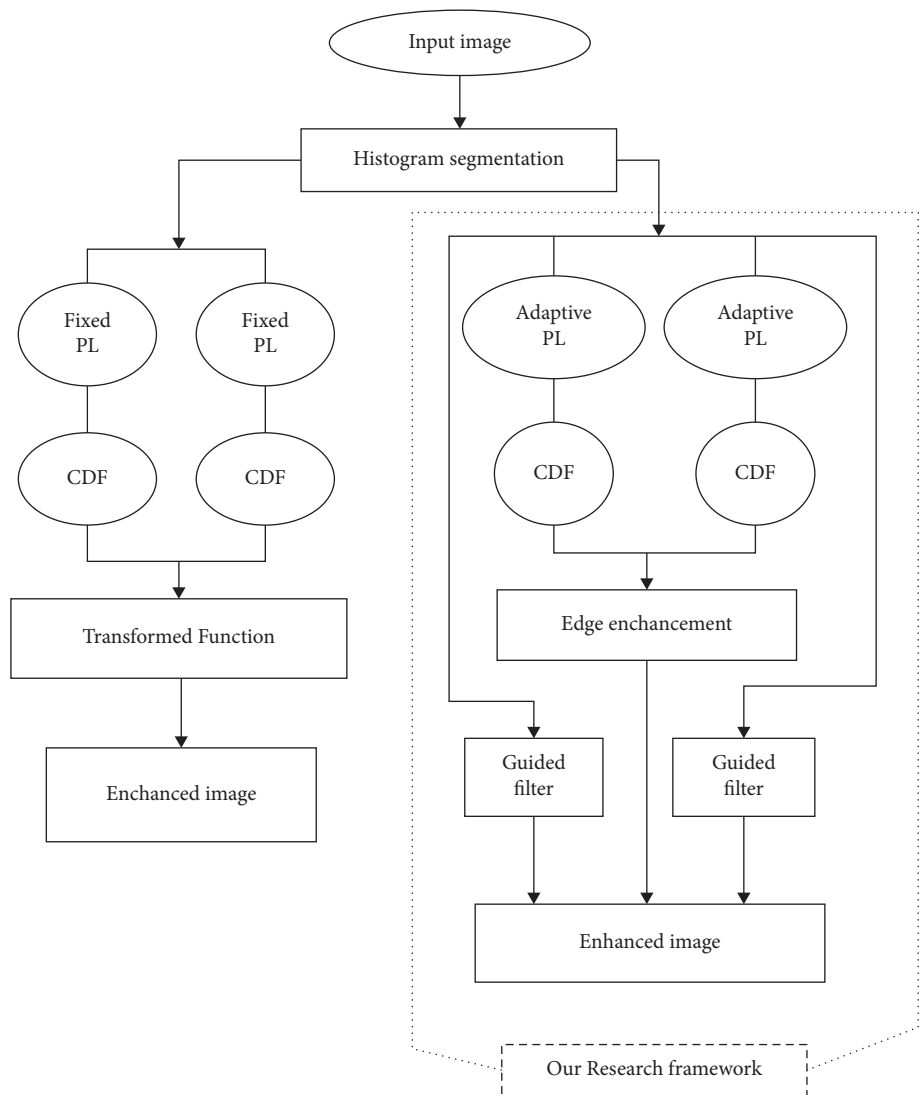 Input image
Histogram segmentation
Fixed
PL
Fixed
PL
Adaptive
PL
Adaptive
PL
CDF
CDF
CDF
CDF
Transformed Function
Edge enchancement
Guided
filter
Guided
filter
Enchanced image
Enhanced image
Our Research framework